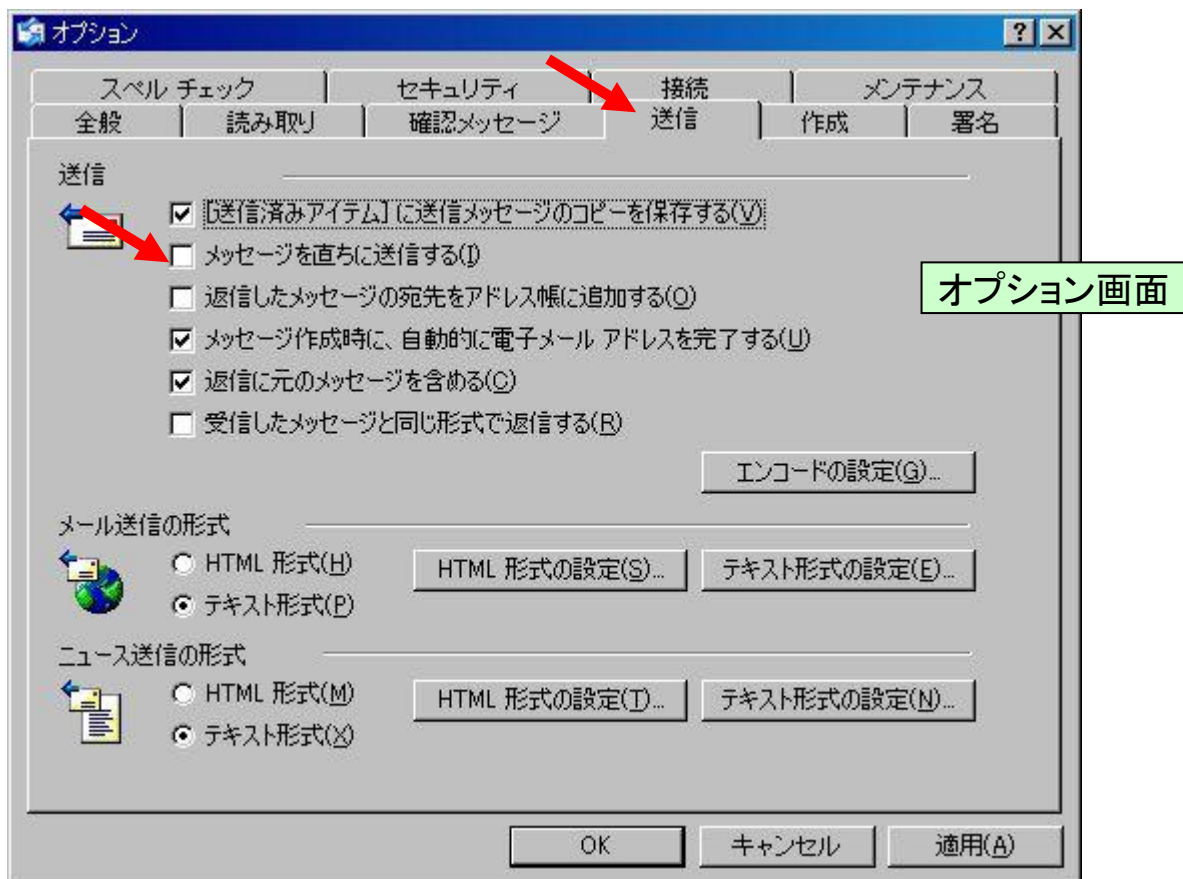 オプション
スペル チェック セキュリティ 接続 メンテナンス
全般 読み取り 確認メッセージ 送信 作成 署名
送信
[送信済みアイテム] に送信メッセージのコピーを保存する(V)
メッセージを直ちに送信する(I)
オプション画面
返信したメッセージの宛先をアドレス帳に追加する(O)
メッセージ作成時に、自動的に電子メール アドレスを完了する(U)
返信に元のメッセージを含める(C)
受信したメッセージと同じ形式で返信する(R)
エンコードの設定(G)...
メール送信の形式
HTML 形式(H) HTML 形式の設定(S)... テキスト形式の設定(E)...
テキスト形式(P)
ニュース送信の形式
HTML 形式(M) HTML 形式の設定(T)... テキスト形式の設定(N)...
テキスト形式(X)
OK キャンセル 適用(A)